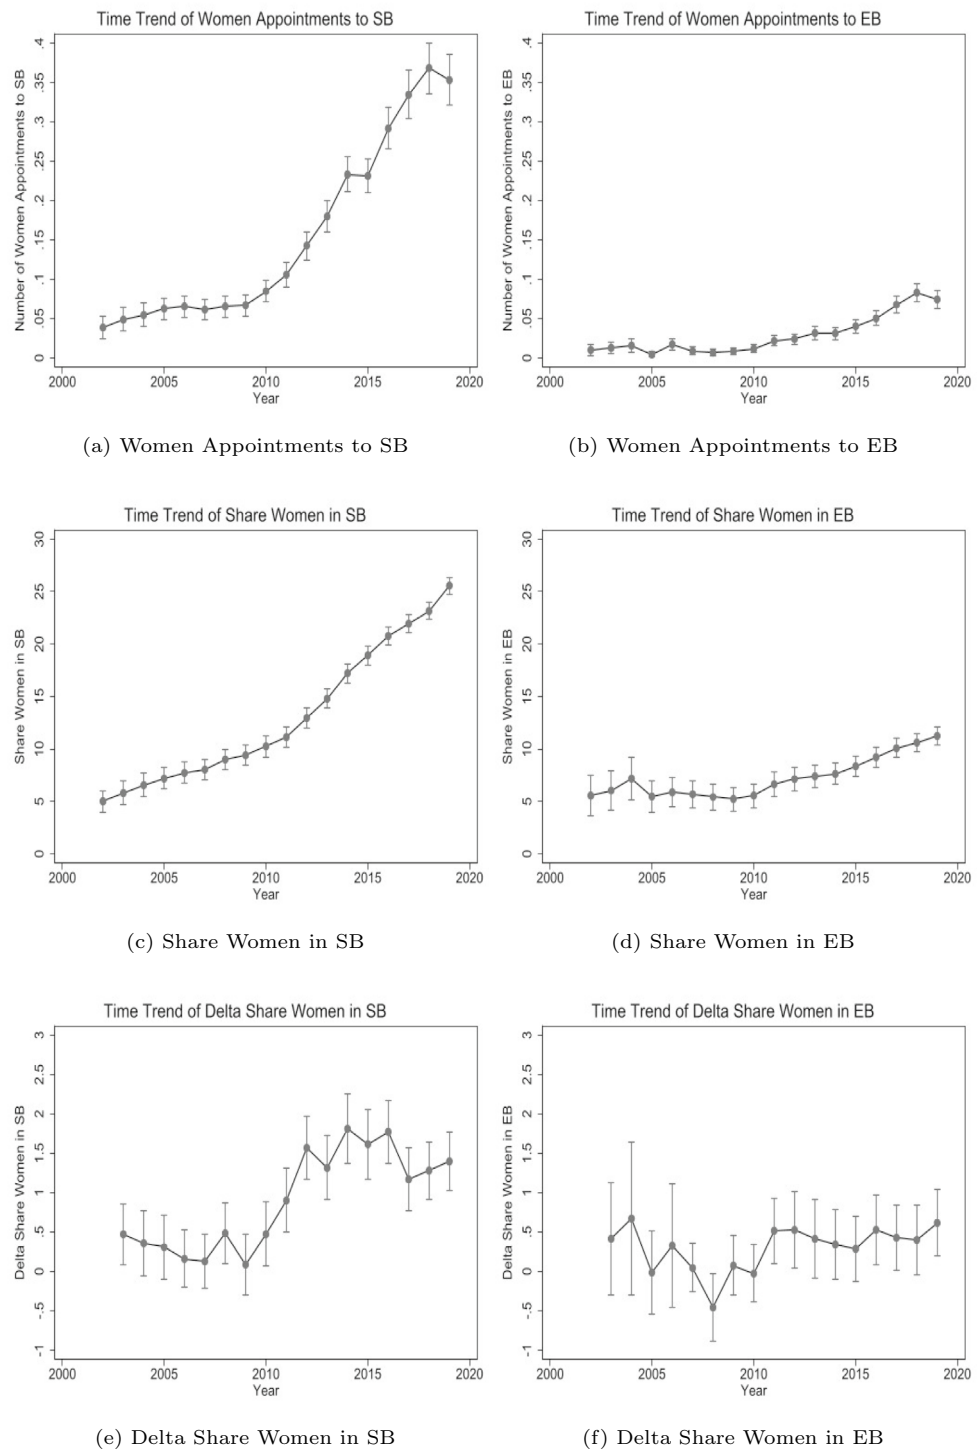 Time Trend of Women Appointments to SB
Number of Women Appointments to SB
.4
.35
.3
.25
.2
.15
.1
.05
0
2000 2005 2010 2015 2020
Year
(a) Women Appointments to SB
Time Trend of Women Appointments to EB
Number of Women Appointments to EB
.4
.35
.3
.25
.2
.15
.1
.05
0
2000 2005 2010 2015 2020
Year
(b) Women Appointments to EB
Time Trend of Share Women in SB
Share Women in SB
30
25
20
15
10
5
0
2000 2005 2010 2015 2020
Year
(c) Share Women in SB
Time Trend of Share Women in EB
Share Women in EB
30
25
20
15
10
5
0
2000 2005 2010 2015 2020
Year
(d) Share Women in EB
Time Trend of Delta Share Women in SB
Delta Share Women in SB
3
2.5
2
1.5
1
.5
0
-.5
-1
2000 2005 2010 2015 2020
Year
(e) Delta Share Women in SB
Time Trend of Delta Share Women in EB
Delta Share Women in EB
3
2.5
2
1.5
1
.5
0
-.5
-1
2000 2005 2010 2015 2020
Year
(f) Delta Share Women in EB